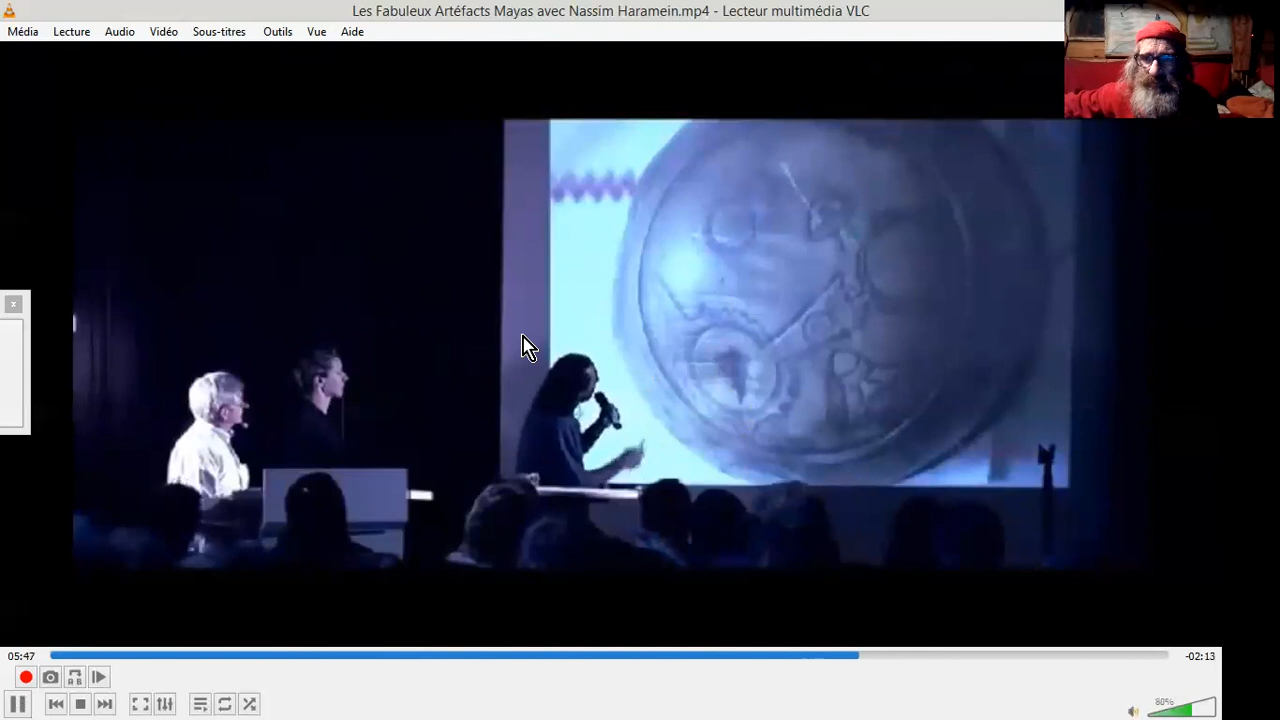 Les Fabuleux Artéfacts Mayas avec Nassim Haramein.mp4 - Lecteur multimédia VLC
Média Lecture Audio Vidéo Sous-titres Outils Vue Aide
x
05:47
-02:13
A B
80%